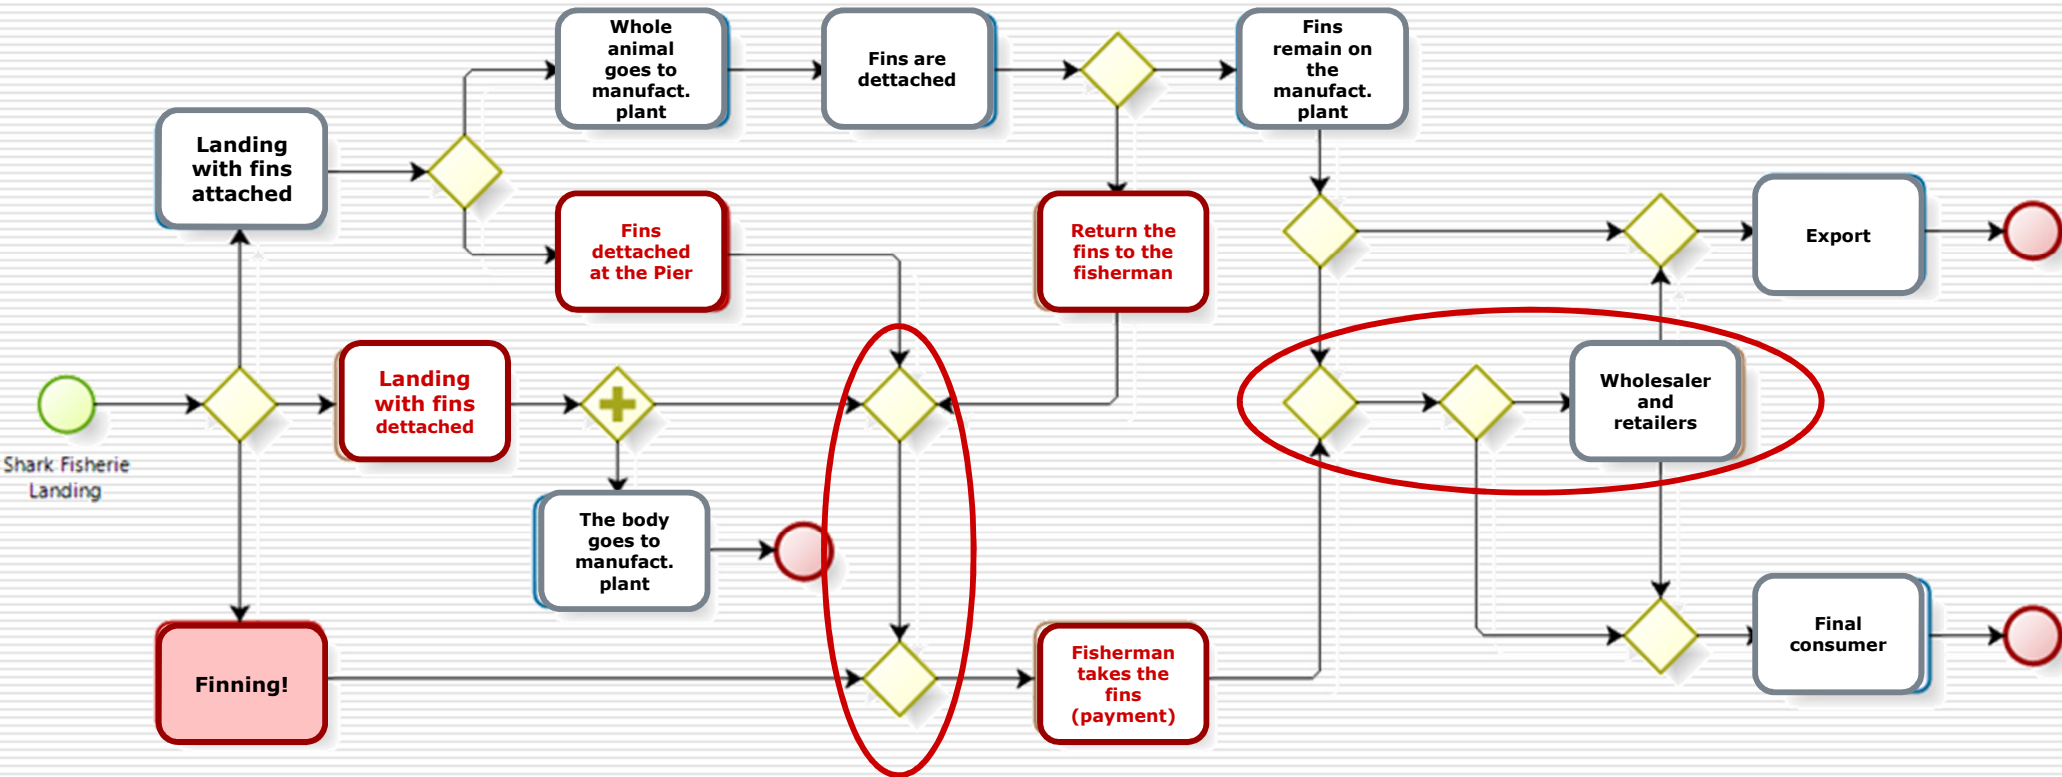 Whole
animal
goes to
manufact.
plant
Fins are
dettached
Fins
remain on
the
manufact.
plant
Landing
with fins
attached
Fins
dettached
at the Pier
Return the
fins to the
fisherman
Export
Landing
with fins
dettached
Wholesaler
and
retailers
Shark Fisherie
Landing
The body
goes to
manufact.
plant
Finning!
Fisherman
takes the
fins
(payment)
Final
consumer